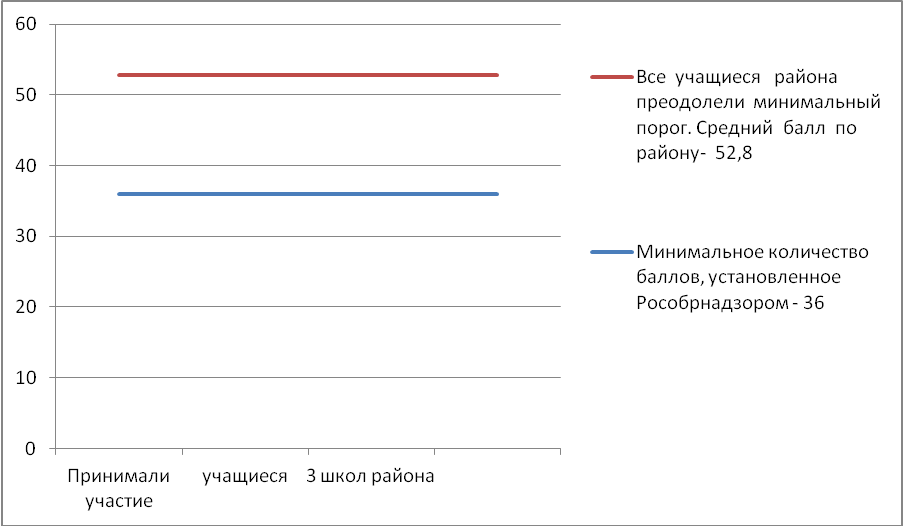 60
50
40
30
20
10
0
Принимали
участие
учащиеся
3 школ района
Все учащиеся района
преодолели минимальный
порог. Средний балл по
району- 52,8
Минимальное количество
баллов, установленное
Рособрнадзором - 36